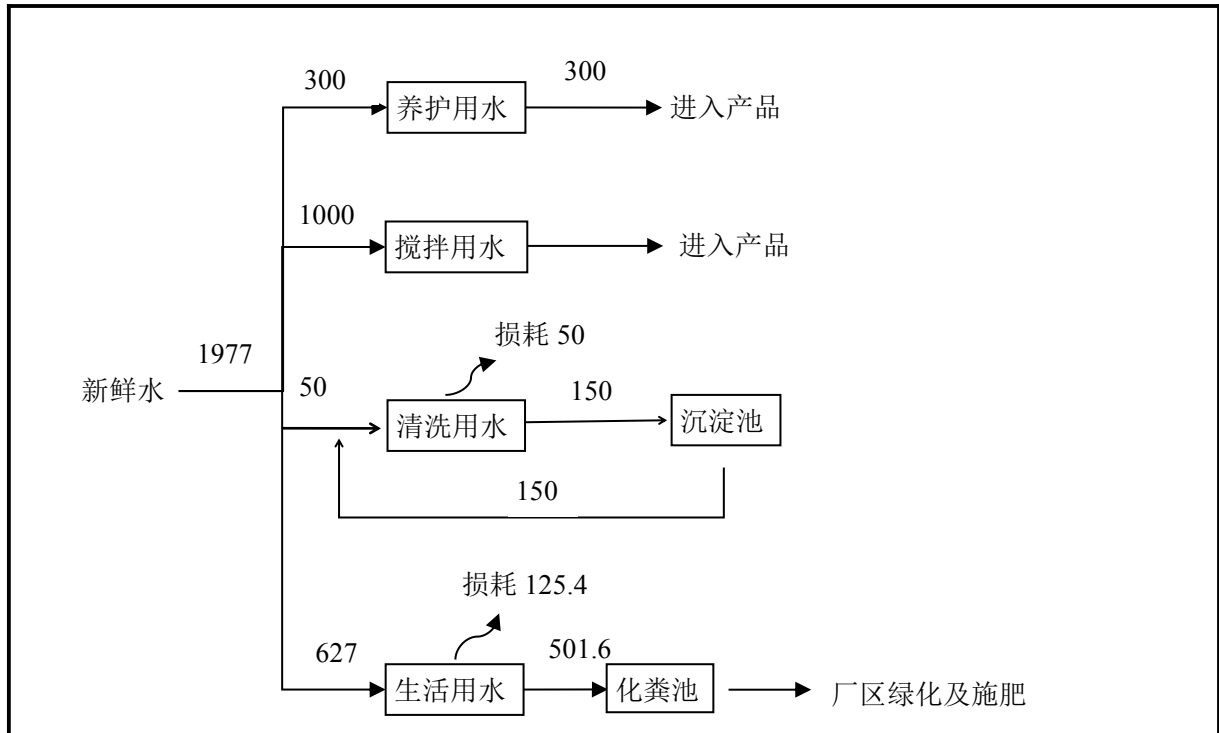 300
300
养护用水
进入产品
1000
搅拌用水
进入产品
损耗 50
1977
新鲜水
50
150
清洗用水
沉淀池
150
损耗 125.4
627
501.6
生活用水
化粪池
厂区绿化及施肥